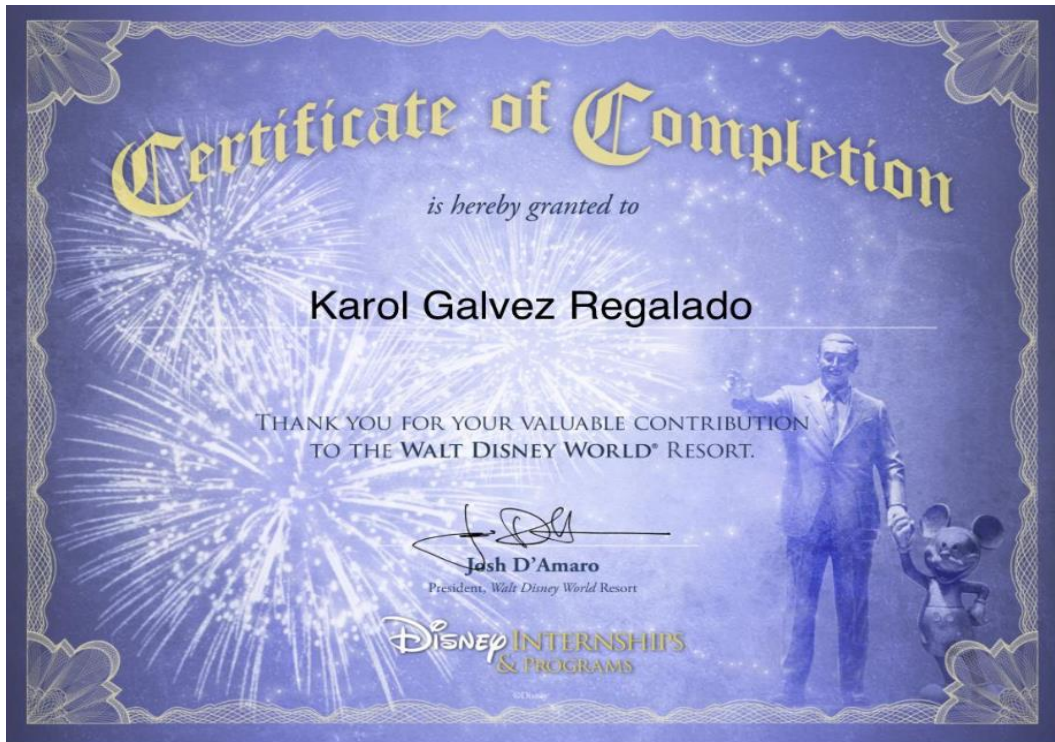 Certificate of Completion
is hereby granted to
Karol Galvez Regalado
THANK YOU FOR YOUR VALUABLE CONTRIBUTION
TO THE WALT DISNEY WORLD® RESORT.
Josh D'Amaro
President, Walt Disney World Resort
Disney INTERNSHIPS
& PROGRAMS
©Disney